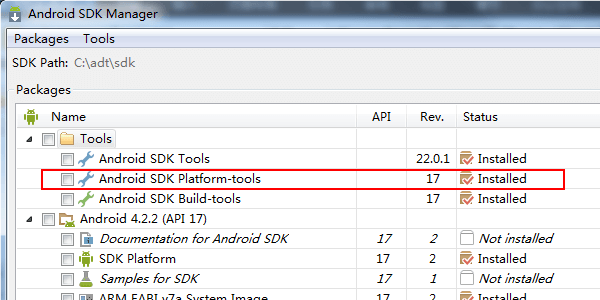 Android SDK Manager
Packages Tools
SDK Path: C:\adt\sdk
Packages
Name API Rev. Status
Tools
Android SDK Tools 22.0.1 Installed
Android SDK Platform-tools 17 Installed
Android SDK Build-tools 17 Installed
Android 4.2.2 (API 17)
Documentation for Android SDK 17 2 Not installed
SDK Platform 17 2 Installed
Samples for SDK 17 1 Not installed
ARM EABI v7a System Image 17 2 Installed